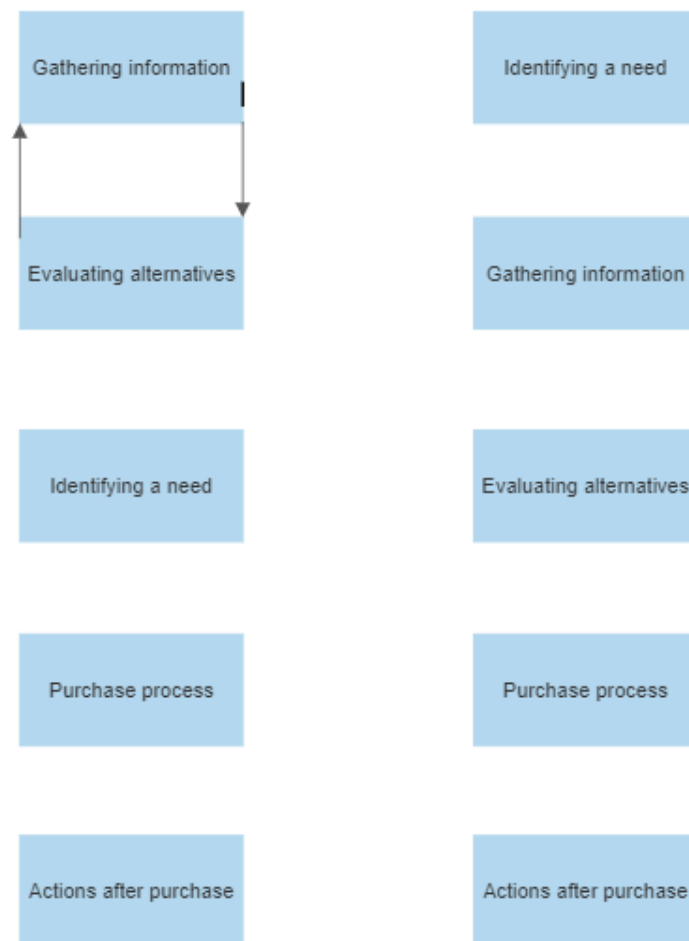 Gathering information
Identifying a need
Evaluating alternatives
Gathering information
Identifying a need
Evaluating alternatives
Purchase process
Purchase process
Actions after purchase
Actions after purchase